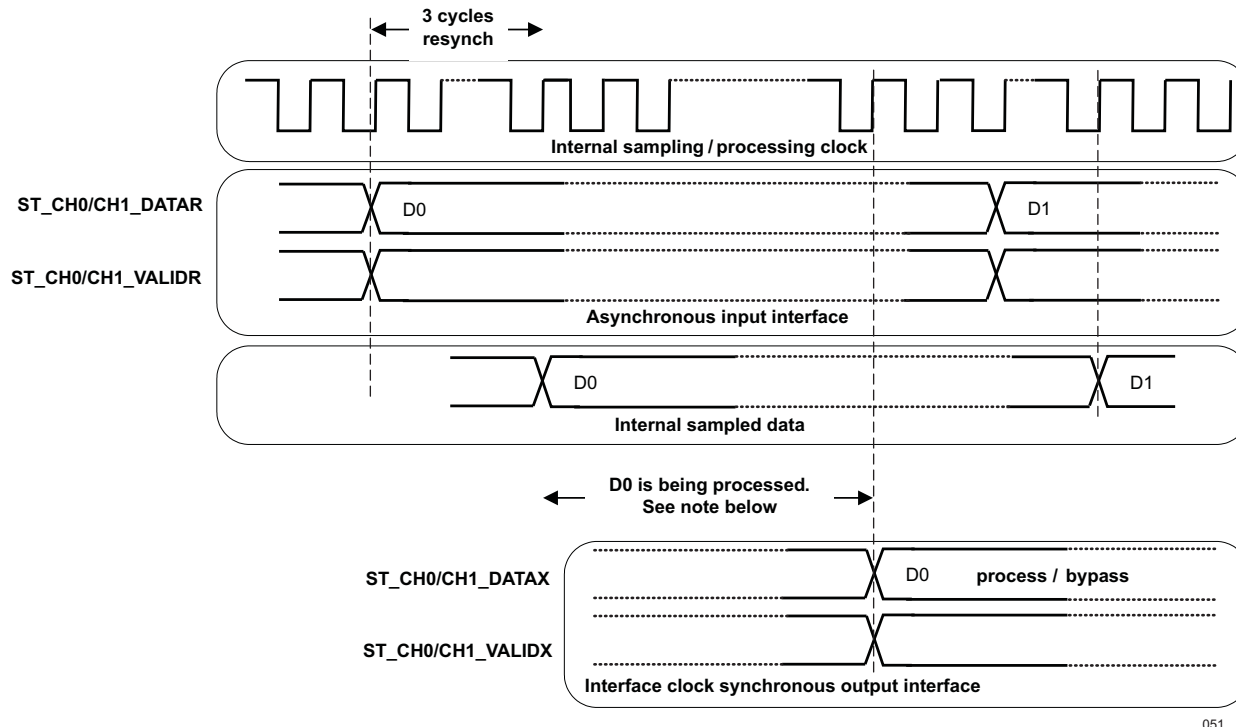 3 cycles
resynch
Internal sampling / processing clock
ST_CH0/CH1_DATAR
D0
D1
ST_CH0/CH1_VALIDR
Asynchronous input interface
D0
D1
Internal sampled data
D0 is being processed.
See note below
ST_CH0/CH1_DATAX
D0
process / bypass
ST_CH0/CH1_VALIDX
Interface clock synchronous output interface
051